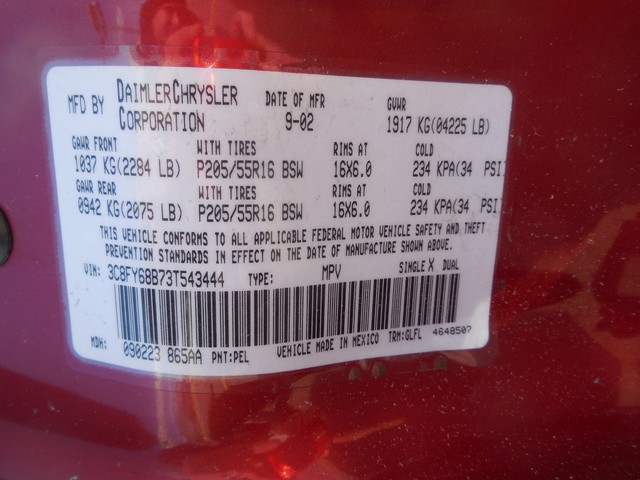 MFD BY DAIMLERCHRYSLER CORPORATION DATE OF MFR 9-02 GVWR 1917 KG(04225 LB)
GAWR FRONT WITH TIRES RIMS AT COLD
1037 KG(2284 LB) P205/55R16 BSW 16X6.0 234 KPA(34 PSI)
GAWR REAR WITH TIRES RIMS AT COLD
0942 KG(2075 LB) P205/55R16 BSW 16X6.0 234 KPA(34 PSI)
THIS VEHICLE CONFORMS TO ALL APPLICABLE FEDERAL MOTOR VEHICLE SAFETY AND THEFT
PREVENTION STANDARDS IN EFFECT ON THE DATE OF MANUFACTURE SHOWN ABOVE.
VIN: 3C8FY68B73T543444 TYPE: MPV SINGLE X DUAL
MDH: 090223 865AA PNT:PEL VEHICLE MADE IN MEXICO TRM:GLFL 4648507